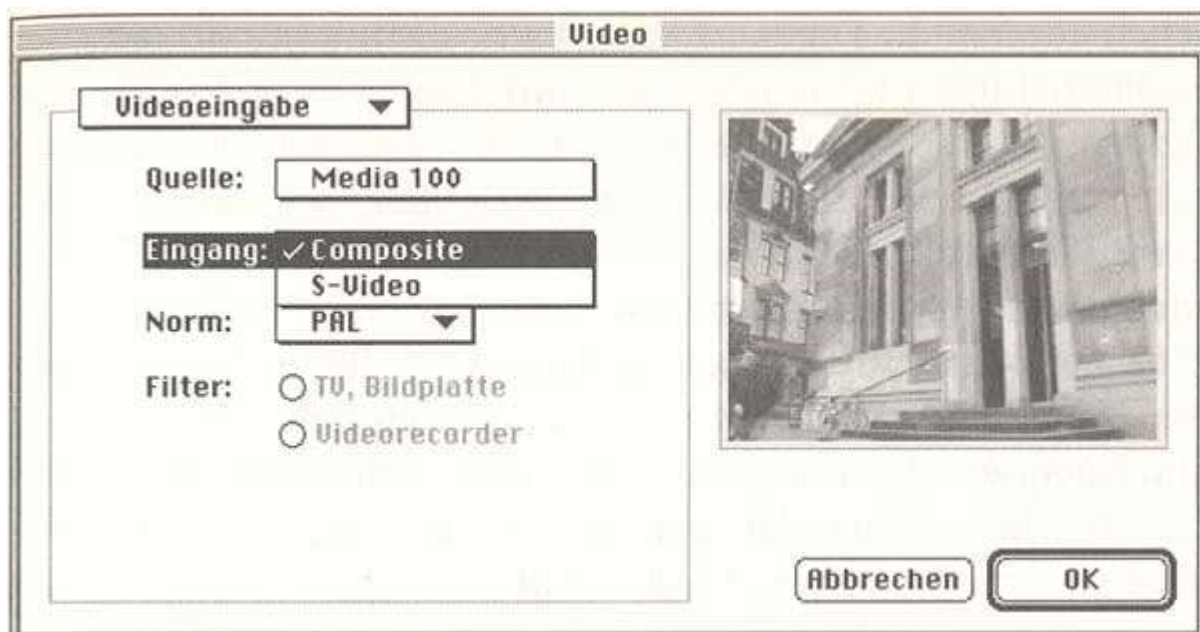 Video
Videoeingabe
Quelle: Media 100
Eingang: ✓ Composite
S-Video
Norm: PAL
Filter: TV, Bildplatte
Videorecorder
Abbrechen OK